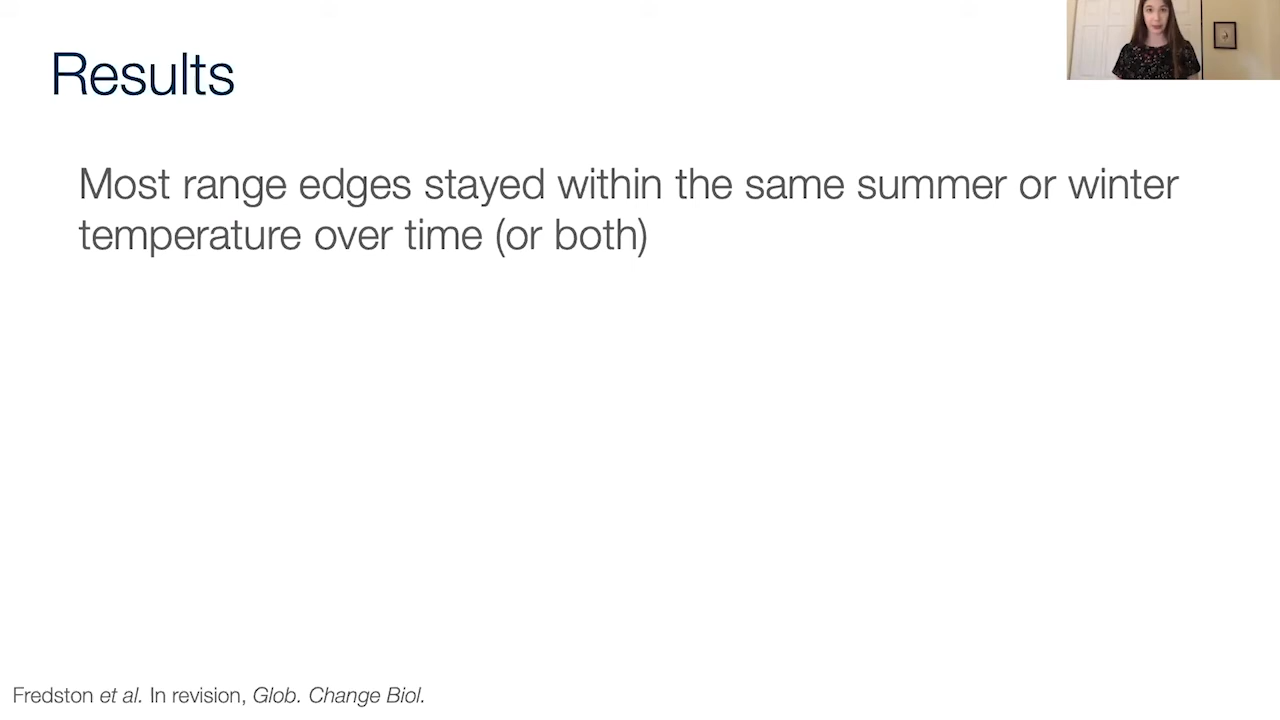 Results
Most range edges stayed within the same summer or winter
temperature over time (or both)
Fredston et al. In revision, Glob. Change Biol.